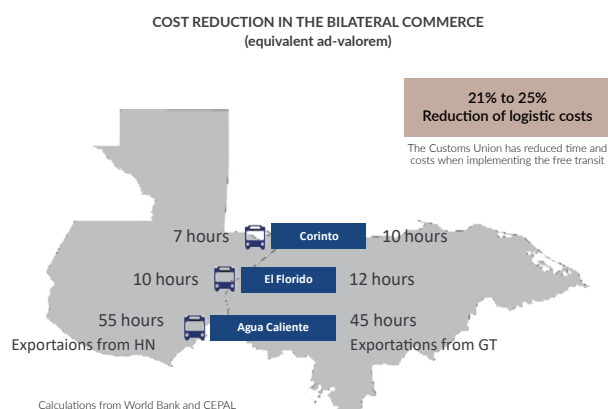 COST REDUCTION IN THE BILATERAL COMMERCE
(equivalent ad-valorem)
21% to 25%
Reduction of logistic costs
The Customs Union has reduced time and
costs when implementing the free transit
7 hours Corinto 10 hours
10 hours El Florido 12 hours
55 hours Agua Caliente 45 hours
Exportaions from HN Exportations from GT
Calculations from World Bank and CEPAL